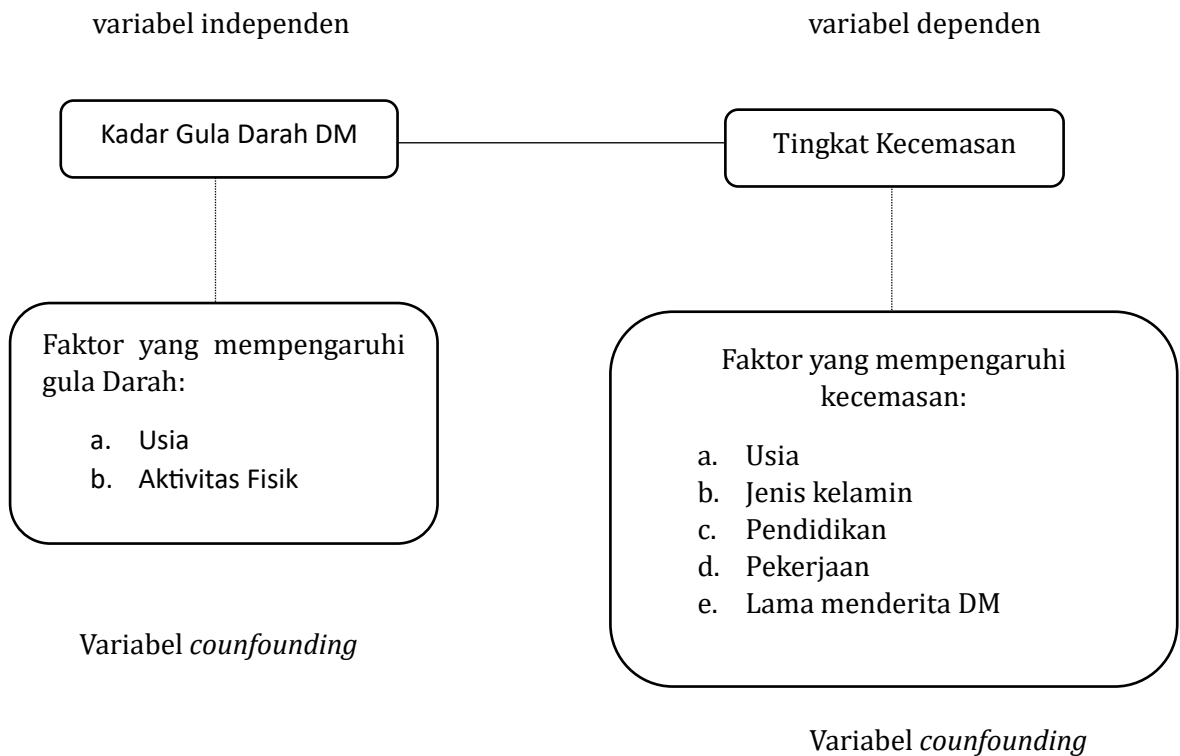 variabel independen
variabel dependen
Kadar Gula Darah DM
Tingkat Kecemasan
Faktor yang mempengaruhi
gula Darah:
a. Usia
b. Aktivitas Fisik
Variabel counfounding
Faktor yang mempengaruhi
kecemasan:
a. Usia
b. Jenis kelamin
c. Pendidikan
d. Pekerjaan
e. Lama menderita DM
Variabel counfounding